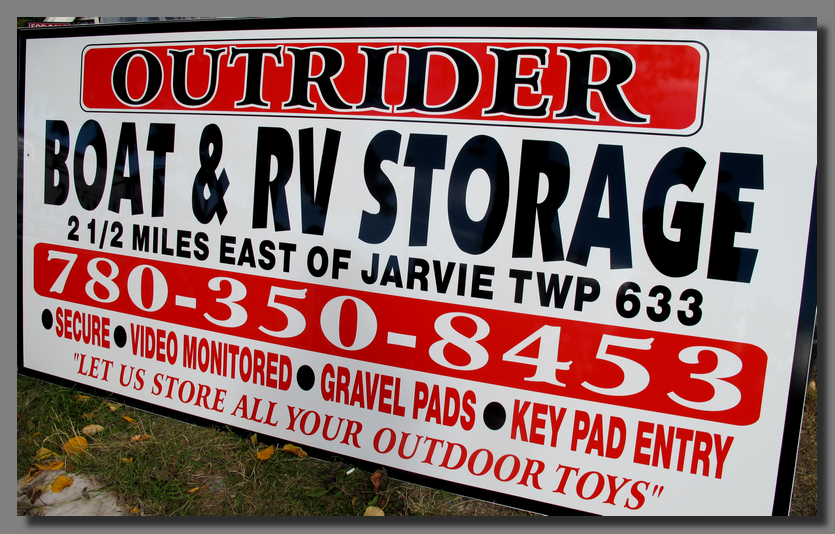 OUTRIDER
BOAT & RV STORAGE
2 1/2 MILES EAST OF JARVIE TWP 633
780-350-8453
●SECURE ●VIDEO MONITORED ●GRAVEL PADS ●KEY PAD ENTRY
"LET US STORE ALL YOUR OUTDOOR TOYS"